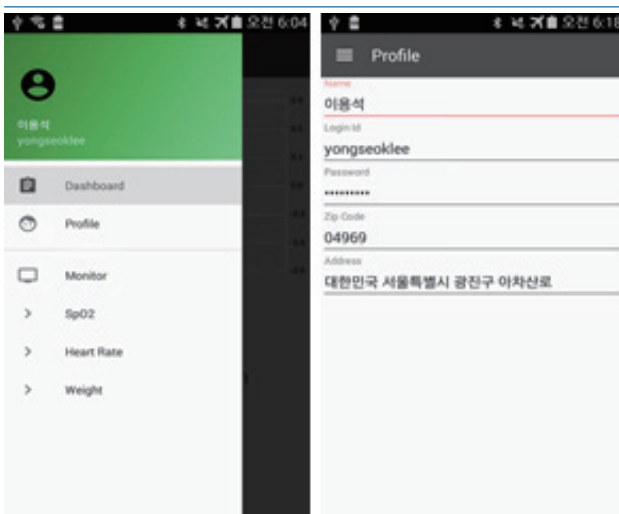 오전 6:04
이용석
yongseoklee
Dashboard
Profile
Monitor
SpO2
Heart Rate
Weight
오전 6:18
Profile
Name
이용석
Login Id
yongseoklee
Password
•••••••••
Zip Code
04969
Address
대한민국 서울특별시 광진구 아차산로